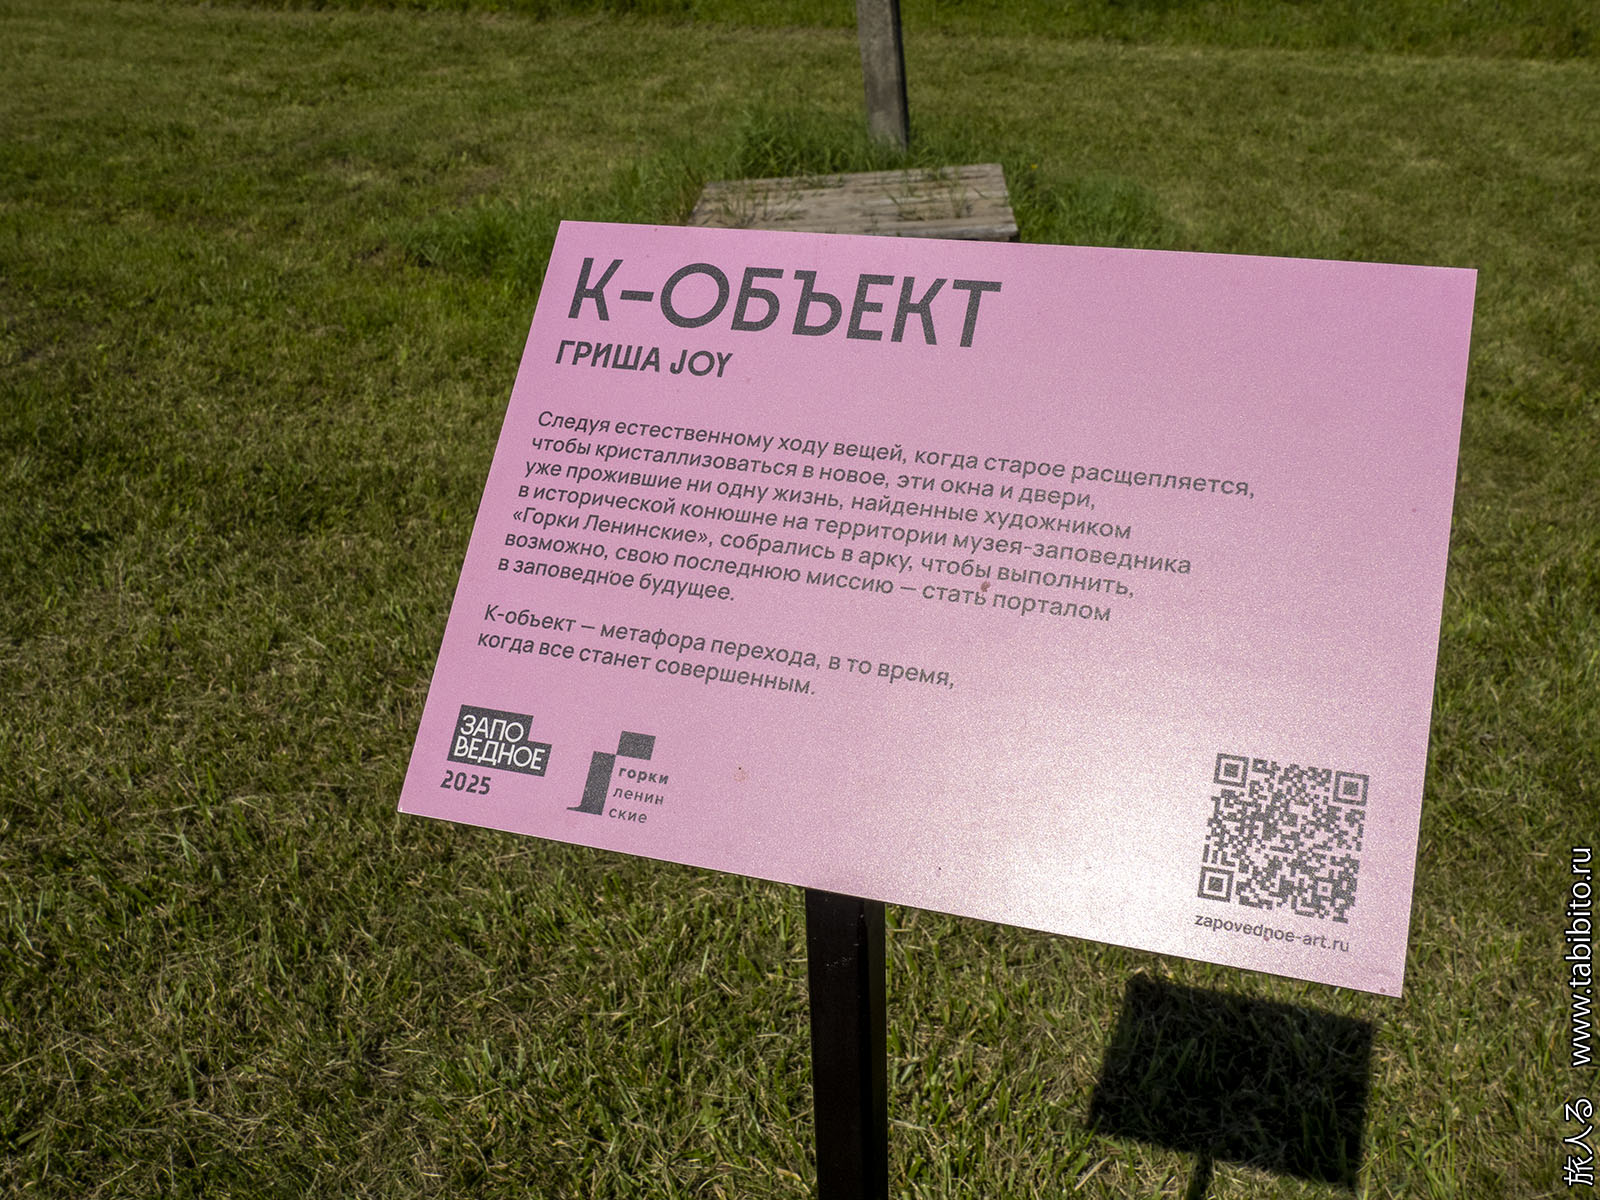 К-ОБЪЕКТ
ГРИША JOY
Следуя естественному ходу вещей, когда старое расщепляется,
чтобы кристаллизоваться в новое, эти окна и двери,
уже прожившие ни одну жизнь, найденные художником
в исторической конюшне на территории музея-заповедника
«Горки Ленинские», собрались в арку, чтобы выполнить,
возможно, свою последнюю миссию — стать порталом
в заповедное будущее.
К-объект — метафора перехода, в то время,
когда все станет совершенным.
ЗАПО
ВЕДНОЕ
2025
горки
ленин
ские
zapovednoe-art.ru
旅人る www.tabibito.ru